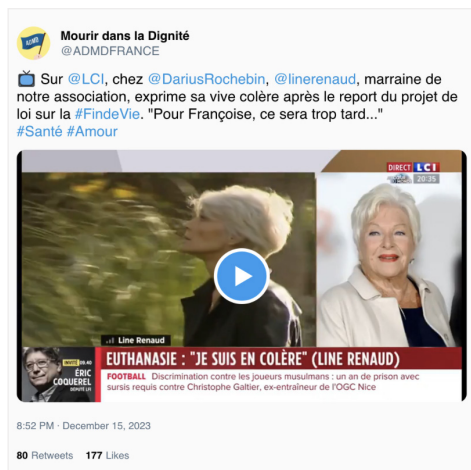 ADMD
Mourir dans la Dignité
@ADMDFRANCE
Sur @LCI, chez @DariusRochebin, @linerenaud, marraine de
notre association, exprime sa vive colère après le report du projet de
loi sur la #FindeVie. "Pour Françoise, ce sera trop tard..."
#Santé #Amour
DIRECT LCI
20:35
Line Renaud
INVITÉ
ÉRIC
COQUEREL
DÉPUTÉ LFI
EUTHANASIE : "JE SUIS EN COLÈRE" (LINE RENAUD)
FOOTBALL Discrimination contre les joueurs musulmans : un an de prison avec
sursis requis contre Christophe Galtier, ex-entraîneur de l'OGC Nice
8:52 PM · December 15, 2023
80 Retweets 177 Likes